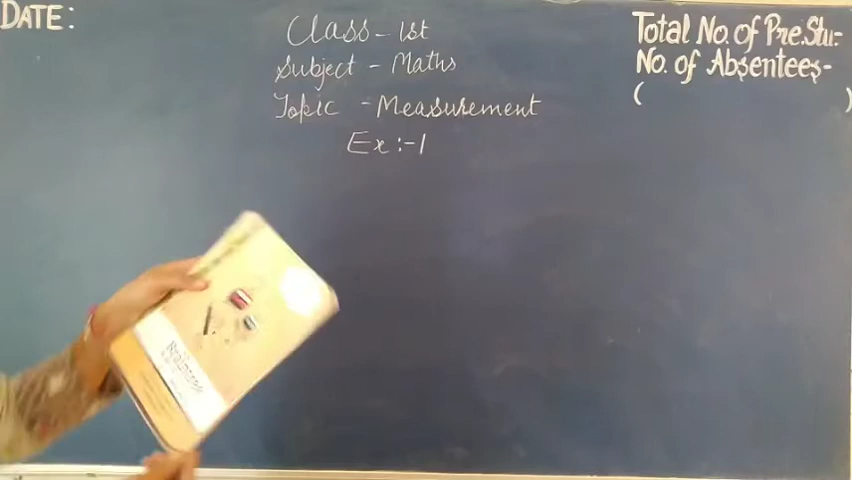 DATE:
Class - 1st
Subject - Maths
Topic - Measurement
Ex:-1
Total No. of Pre.Stu:-
No. of Absentees-
( )